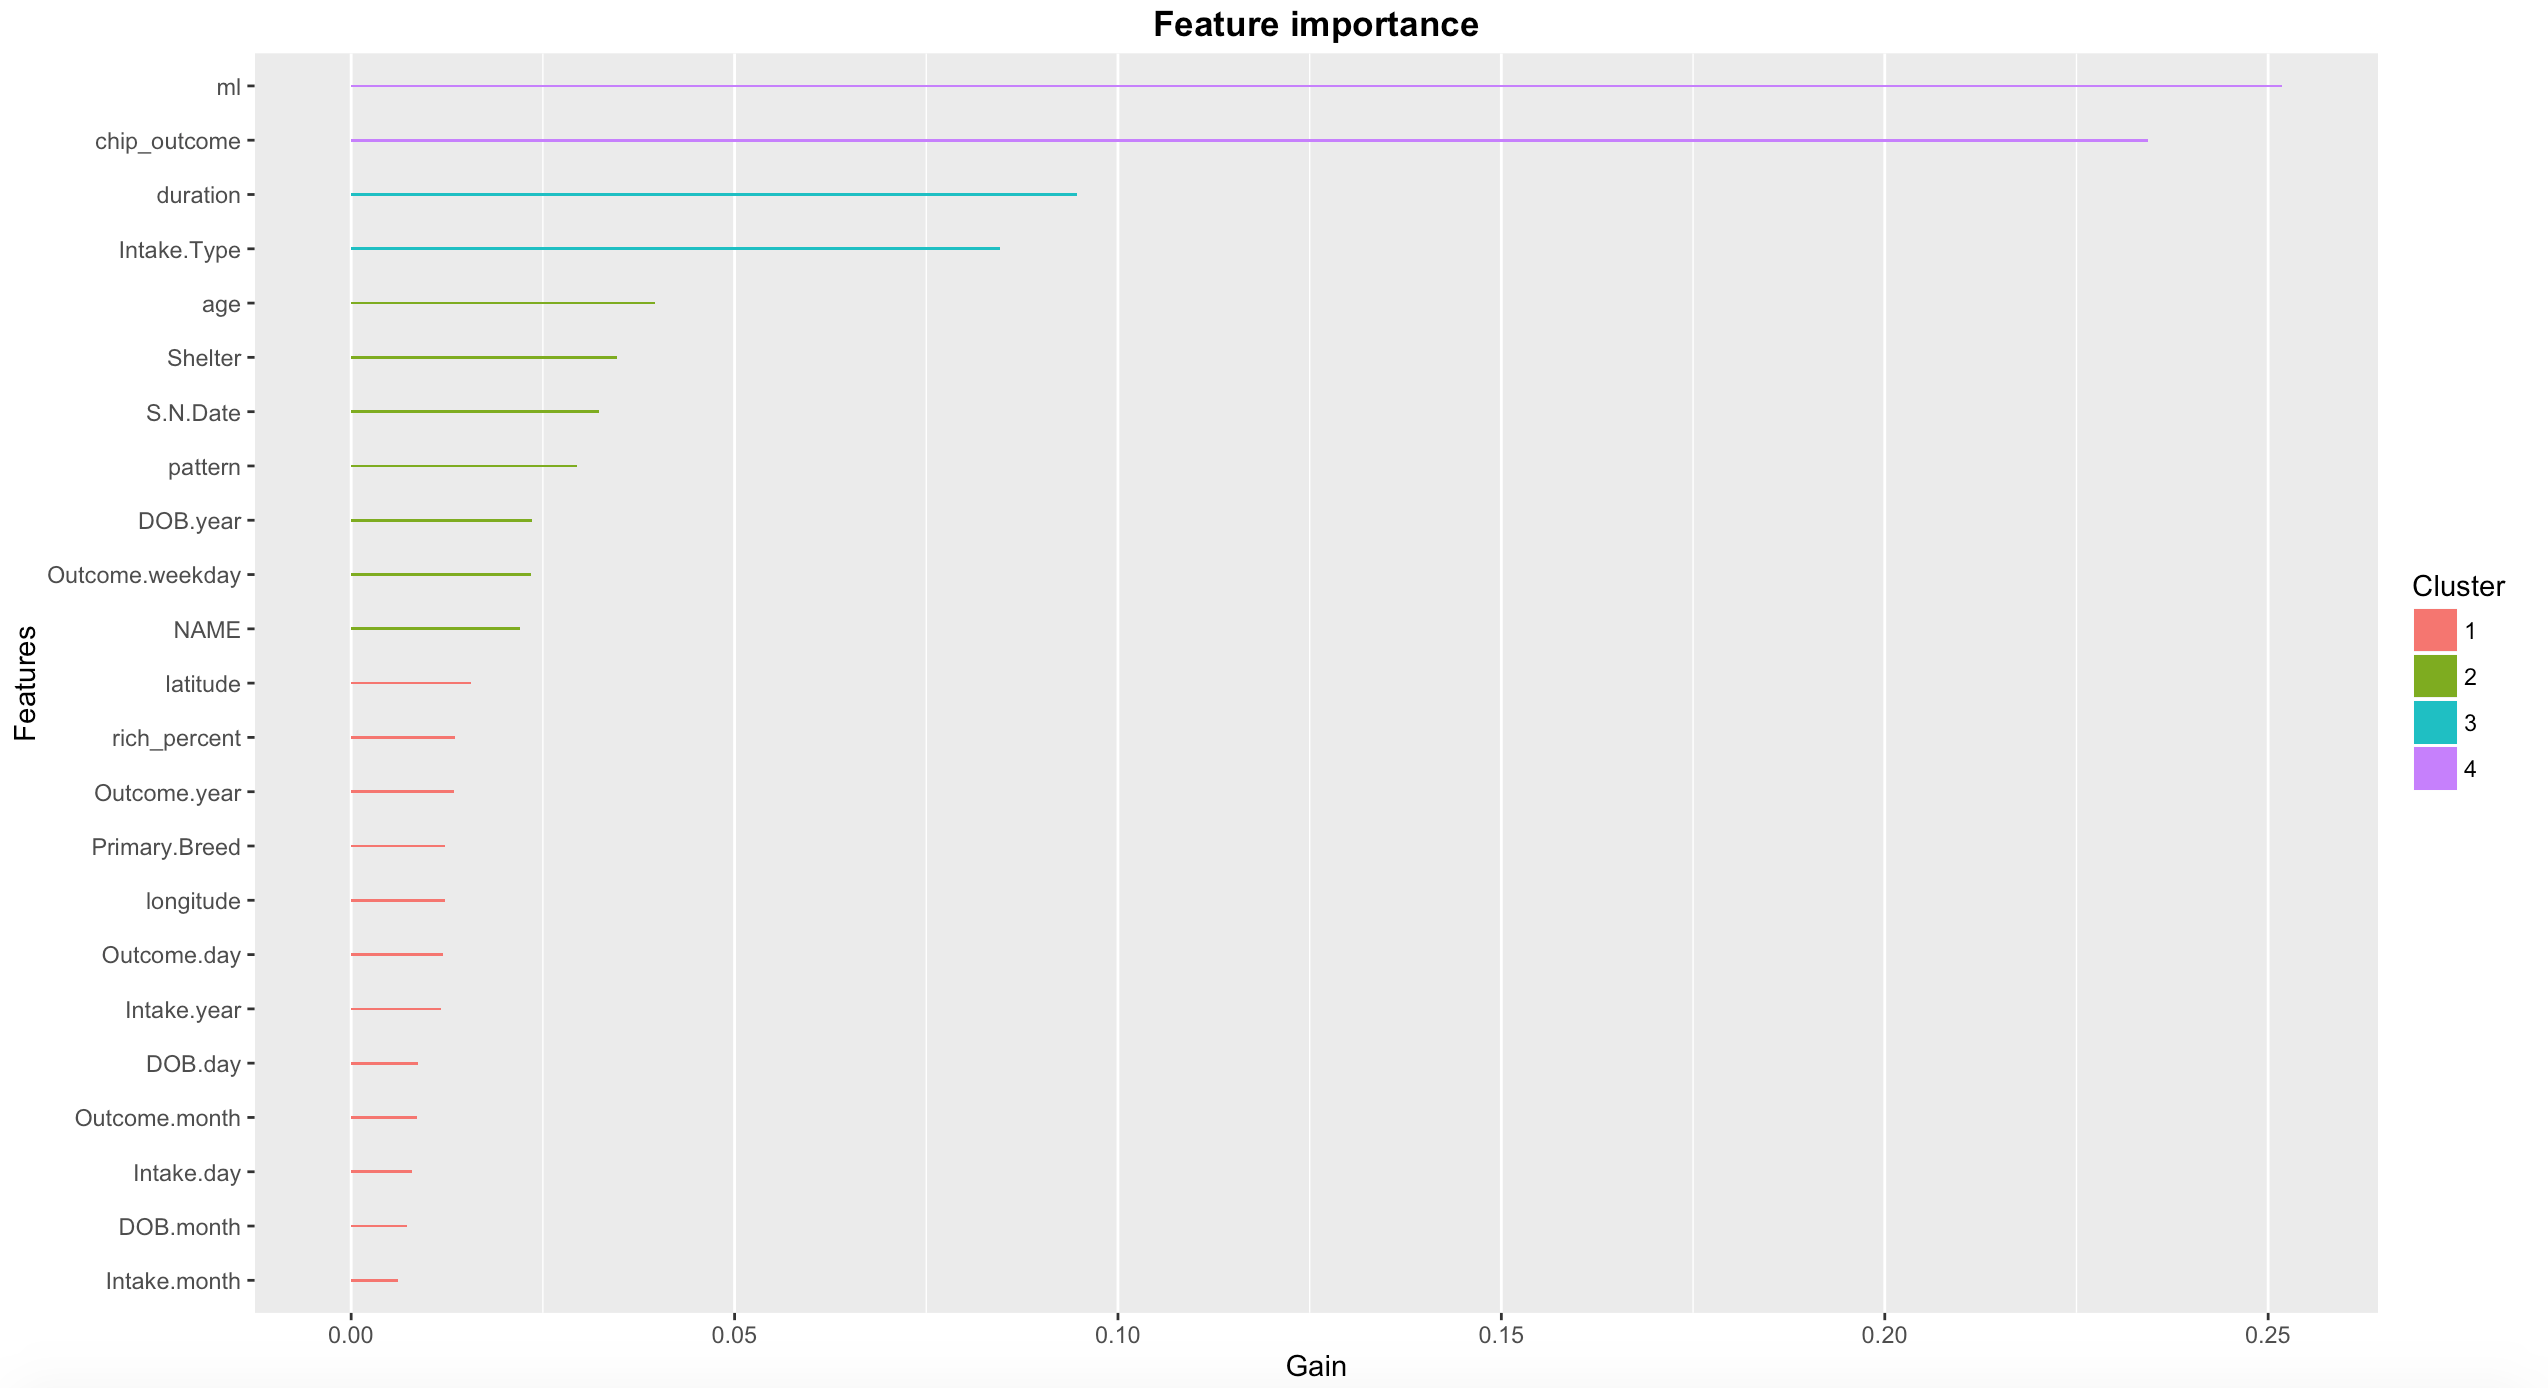 Feature importance
ml
chip_outcome
duration
Intake.Type
age
Shelter
S.N.Date
pattern
DOB.year
Outcome.weekday
NAME
latitude
rich_percent
Outcome.year
Primary.Breed
longitude
Outcome.day
Intake.year
DOB.day
Outcome.month
Intake.day
DOB.month
Intake.month
Features
0.00 0.05 0.10 0.15 0.20 0.25
Gain
Cluster
1
2
3
4